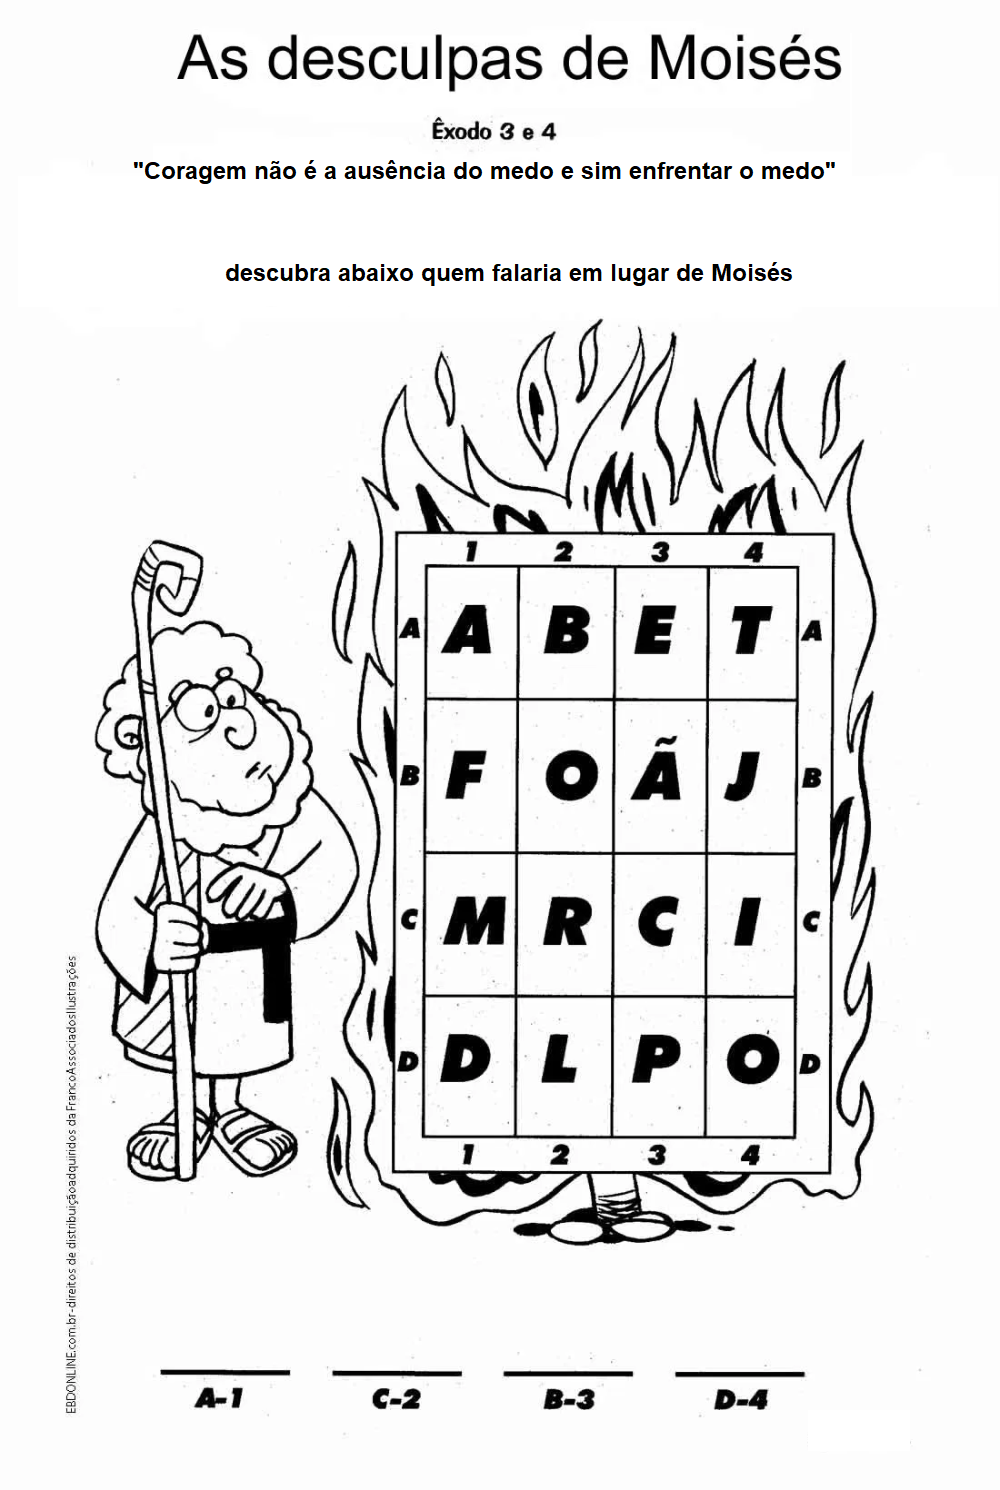 As desculpas de Moisés
Êxodo 3 e 4
"Coragem não é a ausência do medo e sim enfrentar o medo"
descubra abaixo quem falaria em lugar de Moisés
1 2 3 4
A A B E T A
B F O Ã J B
C M R C I C
D D L P O D
1 2 3 4
EBDONLINE.com.br-direitos de distribuiçãoadquiridos da FrancoAssociadosIlustrações
A-1 C-2 B-3 D-4